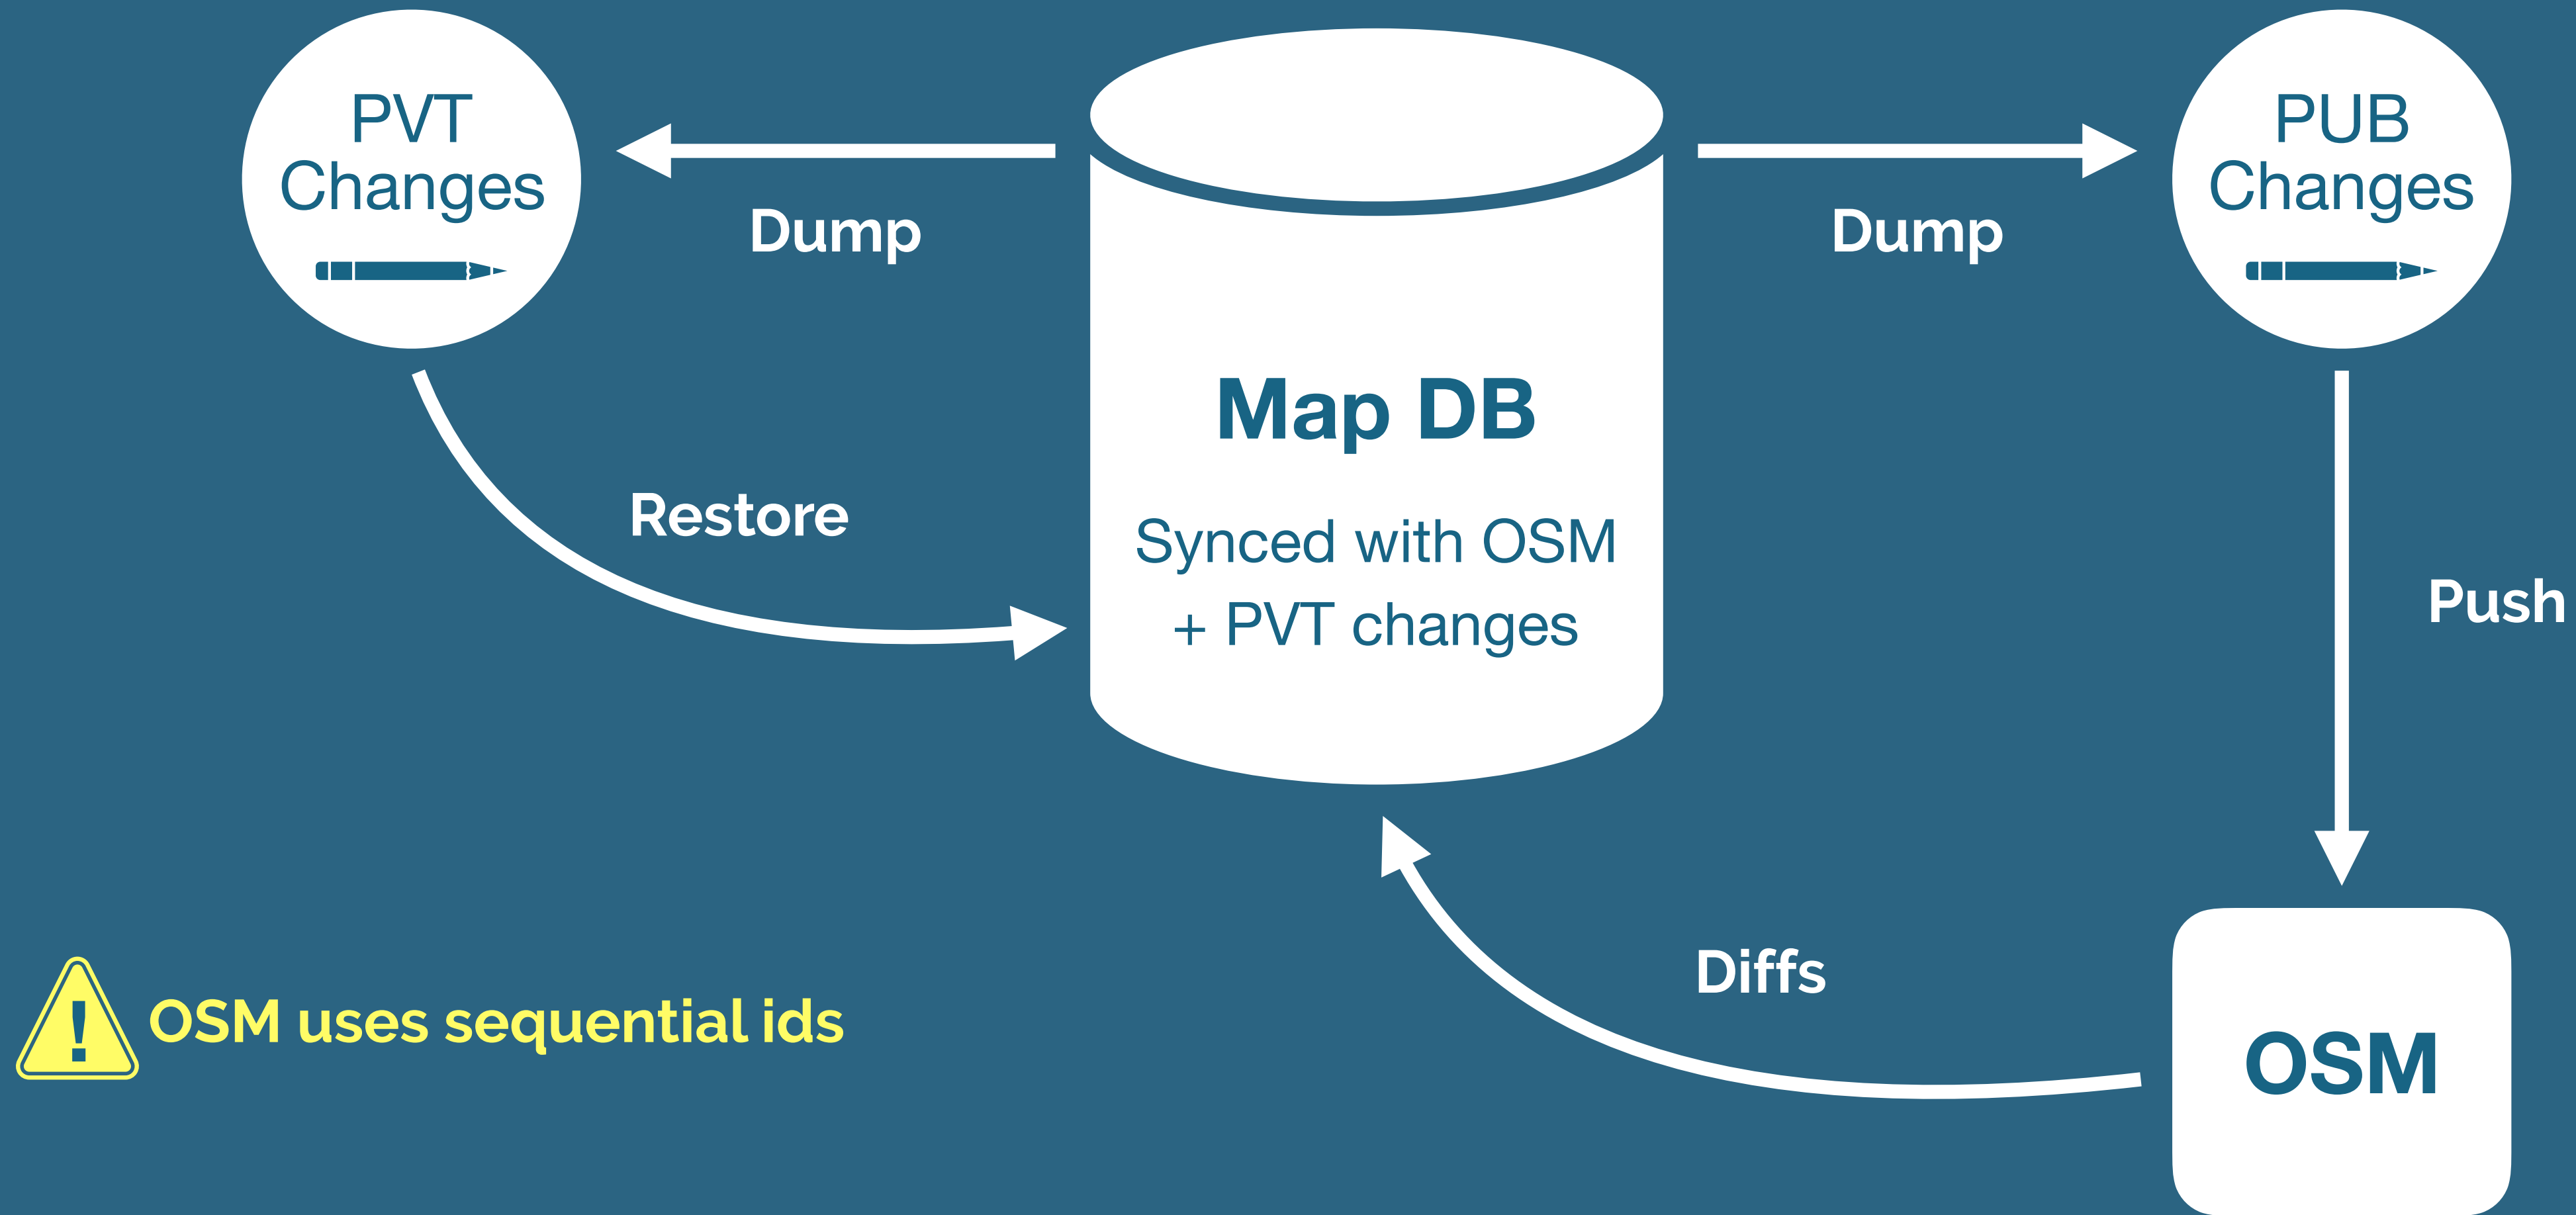 PVT
Changes
Dump
Dump
PUB
Changes
Map DB
Synced with OSM
+ PVT changes
Restore
Push
Diffs
OSM uses sequential ids
OSM